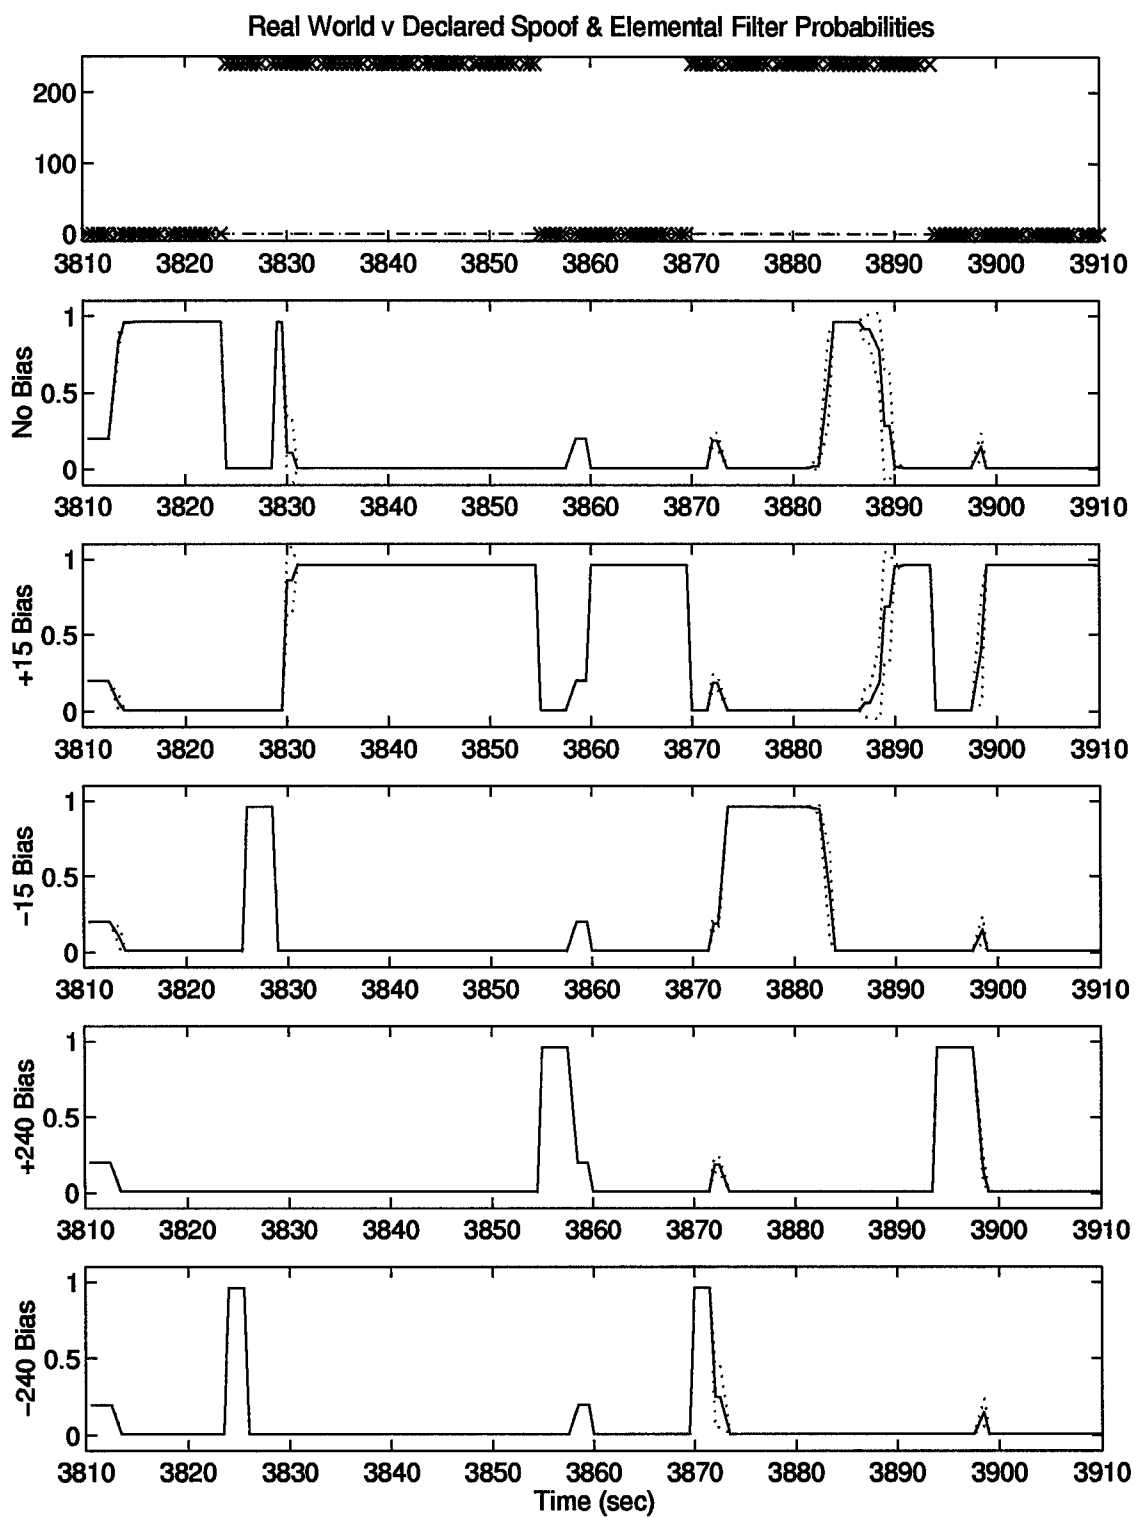 Real World v Declared Spoof & Elemental Filter Probabilities
200
100
0
3810 3820 3830 3840 3850 3860 3870 3880 3890 3900 3910
No Bias
1
0.5
0
3810 3820 3830 3840 3850 3860 3870 3880 3890 3900 3910
+15 Bias
1
0.5
0
3810 3820 3830 3840 3850 3860 3870 3880 3890 3900 3910
−15 Bias
1
0.5
0
3810 3820 3830 3840 3850 3860 3870 3880 3890 3900 3910
+240 Bias
1
0.5
0
3810 3820 3830 3840 3850 3860 3870 3880 3890 3900 3910
−240 Bias
1
0.5
0
3810 3820 3830 3840 3850 3860 3870 3880 3890 3900 3910
Time (sec)